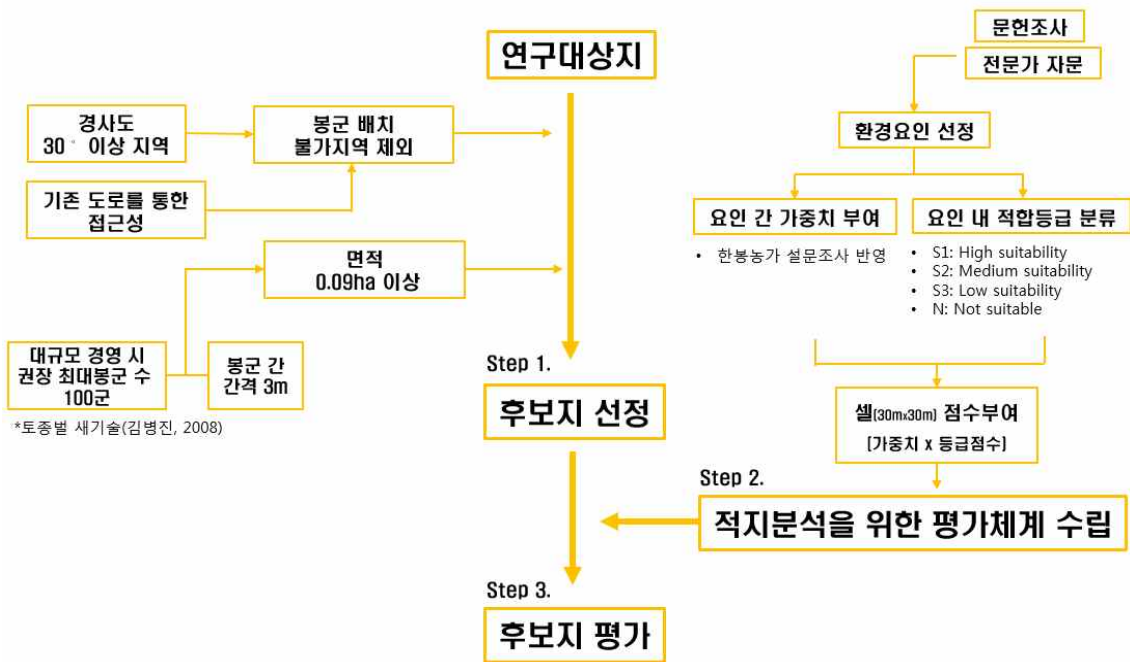 연구대상지
문헌조사
전문가 자문
경사도
30° 이상 지역
봉군 배치
불가지역 제외
환경요인 선정
기존 도로를 통한
접근성
요인 간 가중치 부여
요인 내 적합등급 분류
• 한봉농가 설문조사 반영
• S1: High suitability
• S2: Medium suitability
• S3: Low suitability
• N: Not suitable
면적
0.09ha 이상
대규모 경영 시
권장 최대봉군 수
100군
봉군 간
간격 3m
*토종벌 새기술(김병진, 2008)
Step 1.
후보지 선정
셀(30mx30m) 점수부여
(가중치 x 등급점수)
Step 2.
적지분석을 위한 평가체계 수립
Step 3.
후보지 평가